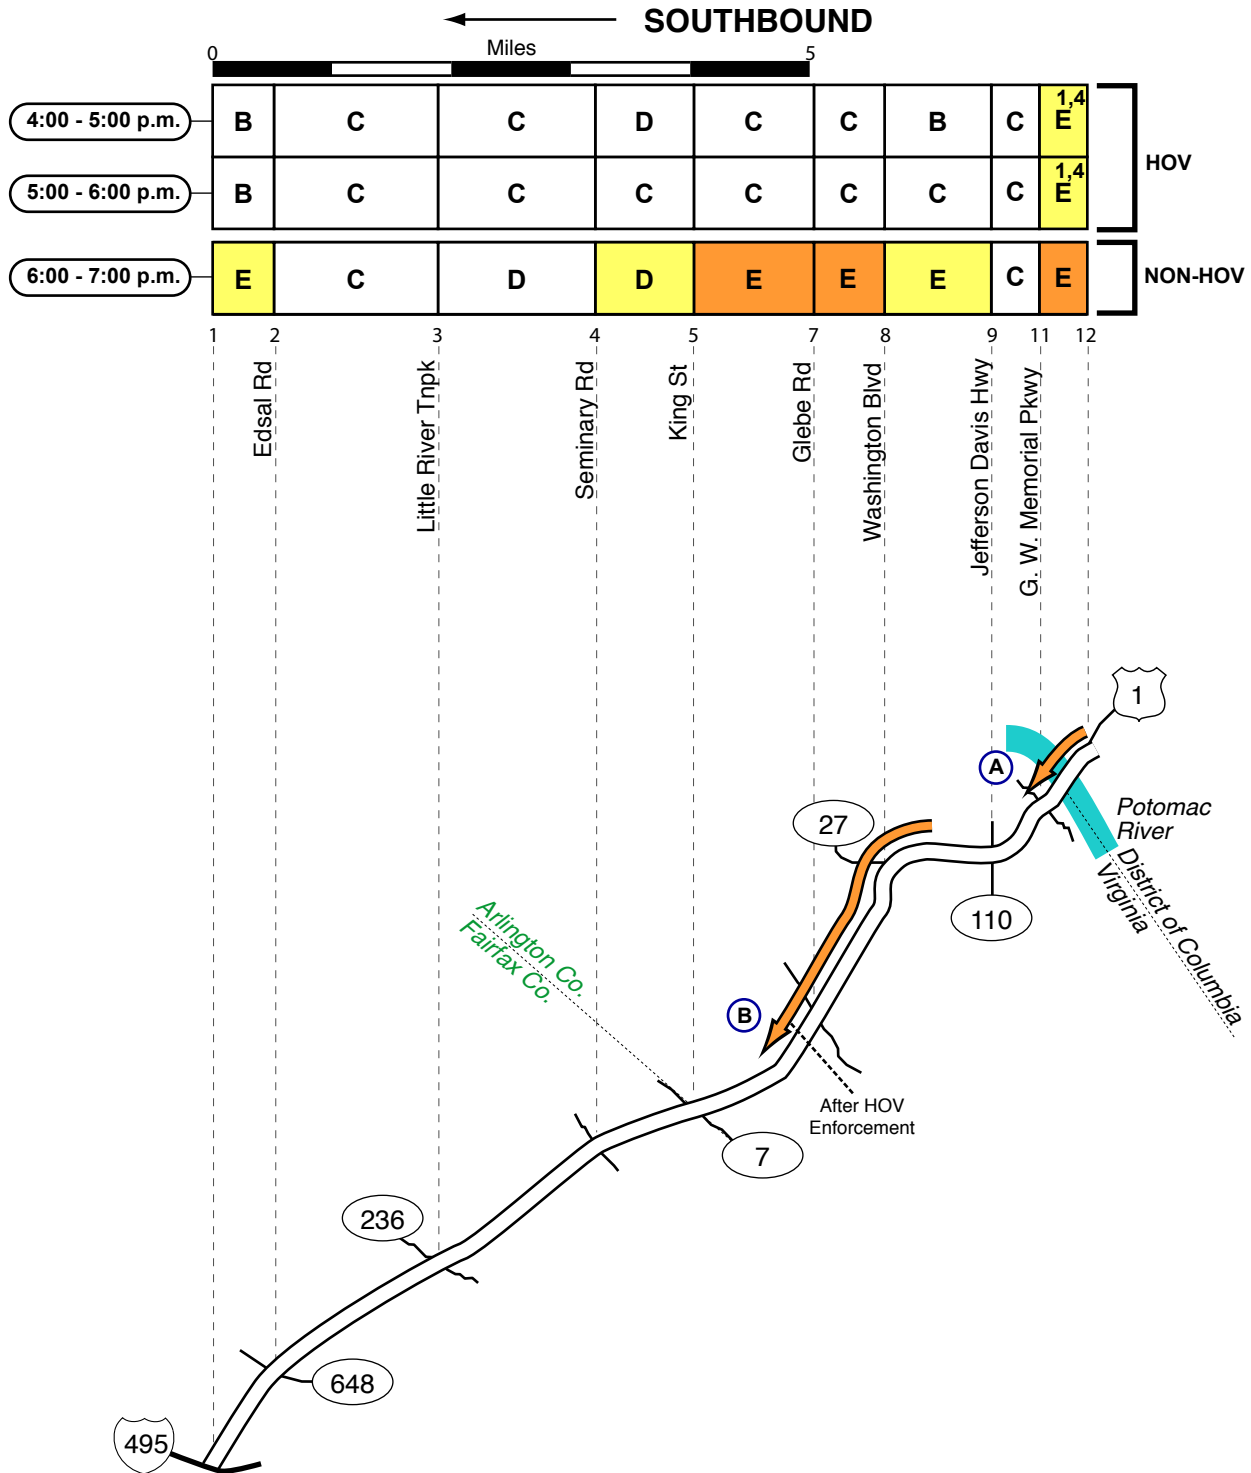 SOUTHBOUND
0 Miles 5
4:00 - 5:00 p.m. B C C D C C B C 1,4 E
HOV
5:00 - 6:00 p.m. B C C C C C C C 1,4 E
6:00 - 7:00 p.m. E C D D E E E C E NON-HOV
1 2 3 4 5 7 8 9 11 12
Edsal Rd
Little River Tnpk
Seminary Rd
King St
Glebe Rd
Washington Blvd
Jefferson Davis Hwy
G. W. Memorial Pkwy
1
A
Potomac
River
27
District of Columbia
Virginia
110
Arlington Co.
Fairfax Co.
B
After HOV
Enforcement
7
236
648
495